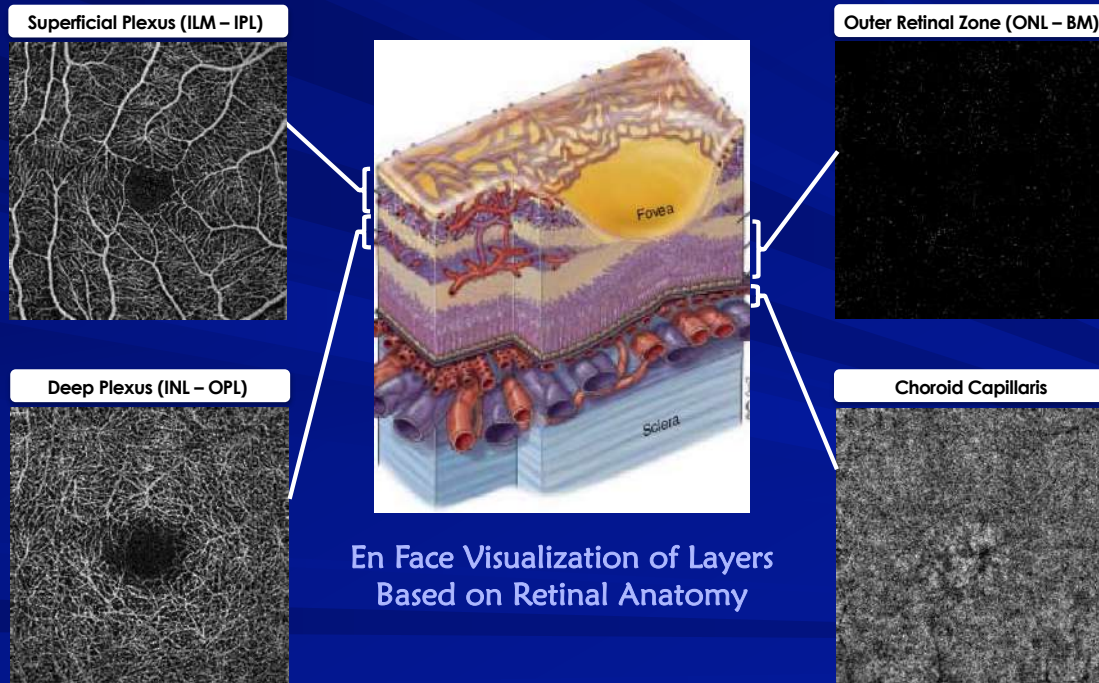 Superficial Plexus (ILM – IPL)
Outer Retinal Zone (ONL – BM)
Fovea
Sclera
Deep Plexus (INL – OPL)
Choroid Capillaris
En Face Visualization of Layers
Based on Retinal Anatomy